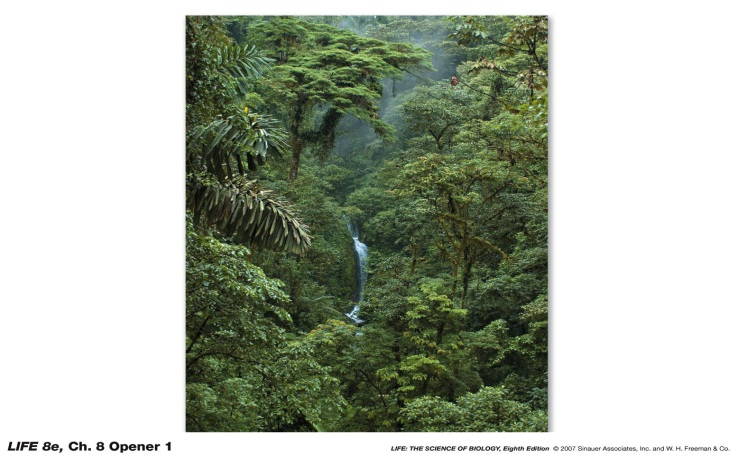 LIFE 8e, Ch. 8 Opener 1
LIFE: THE SCIENCE OF BIOLOGY, Eighth Edition © 2007 Sinauer Associates, Inc. and W. H. Freeman & Co.